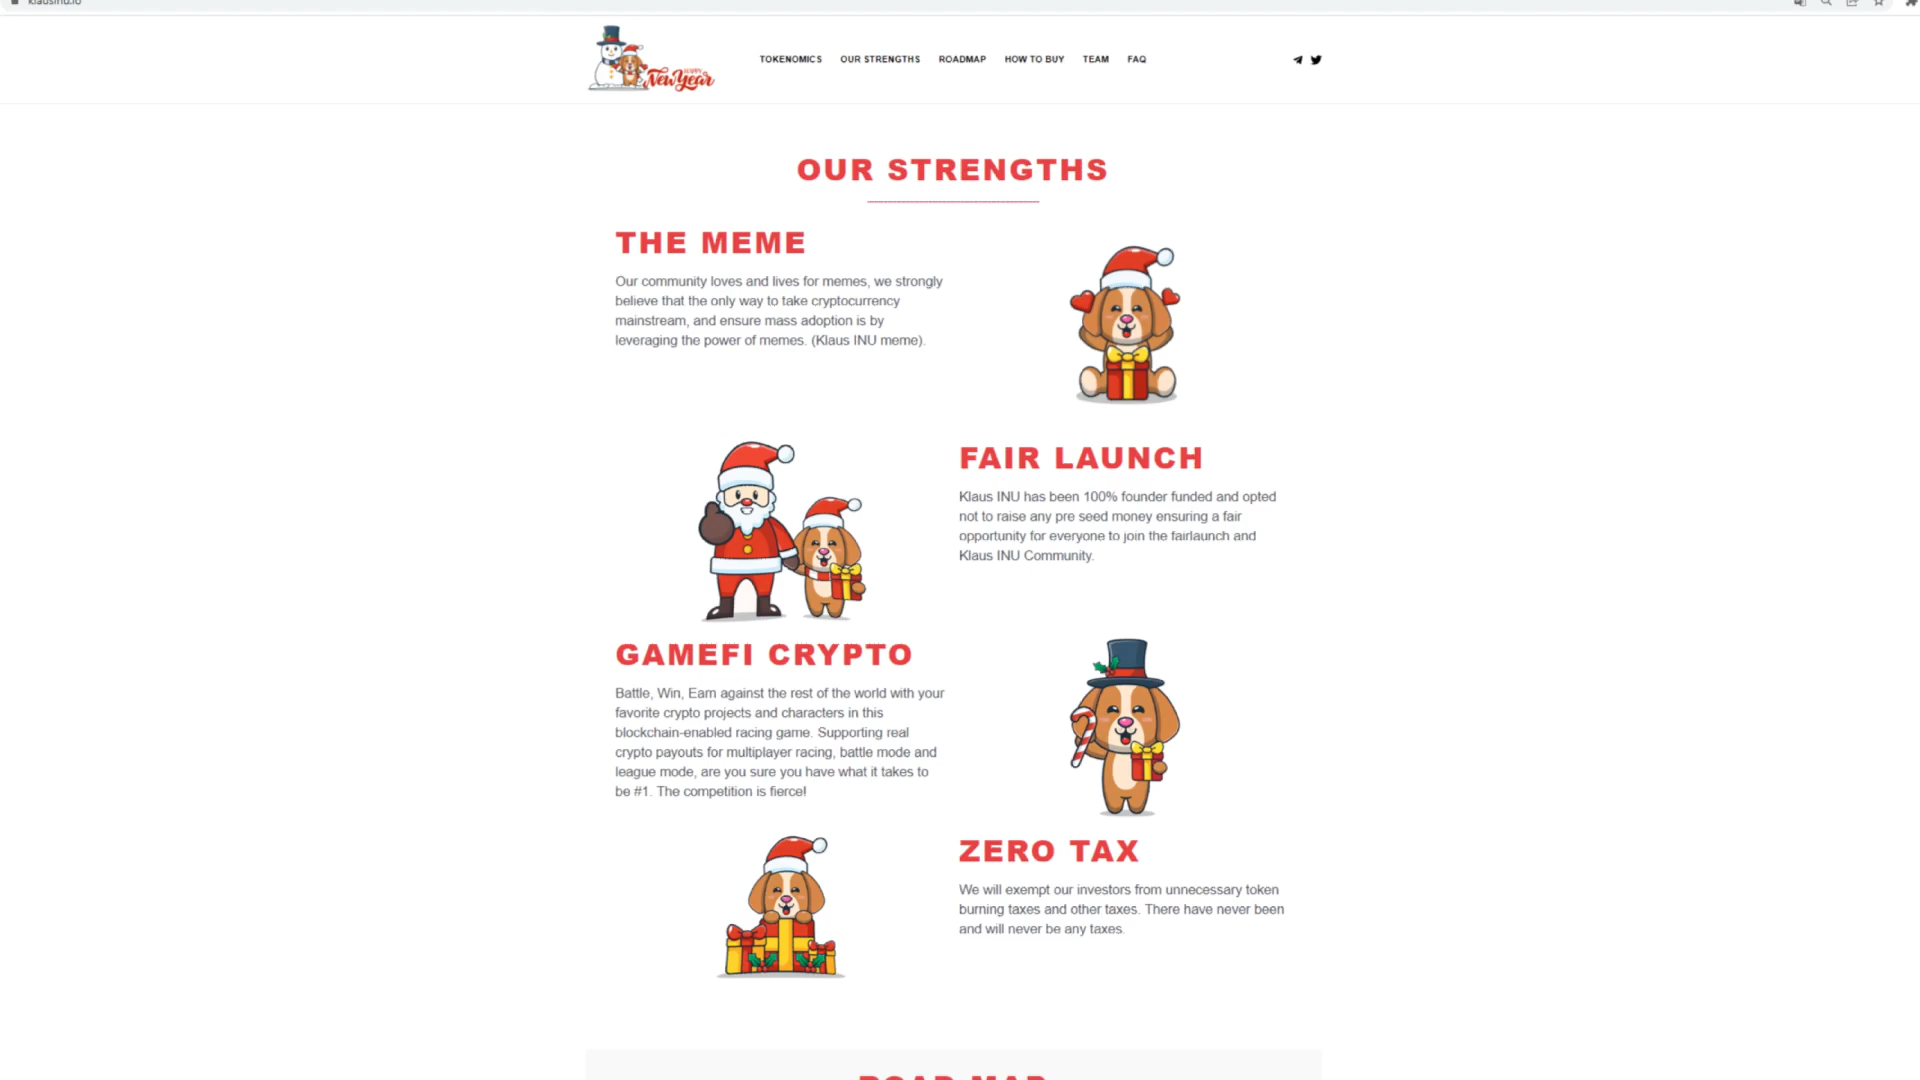 klausinu.io
New Year
TOKENOMICS
OUR STRENGTHS
ROADMAP
HOW TO BUY
TEAM
FAQ
OUR STRENGTHS
THE MEME
Our community loves and lives for memes, we strongly
believe that the only way to take cryptocurrency
mainstream, and ensure mass adoption is by
leveraging the power of memes. (Klaus INU meme).
FAIR LAUNCH
Klaus INU has been 100% founder funded and opted
not to raise any pre seed money ensuring a fair
opportunity for everyone to join the fairlaunch and
Klaus INU Community.
GAMEFI CRYPTO
Battle, Win, Earn against the rest of the world with your
favorite crypto projects and characters in this
blockchain-enabled racing game. Supporting real
crypto payouts for multiplayer racing, battle mode and
league mode, are you sure you have what it takes to
be #1. The competition is fierce!
ZERO TAX
We will exempt our investors from unnecessary token
burning taxes and other taxes. There have never been
and will never be any taxes.
ROAD MAP